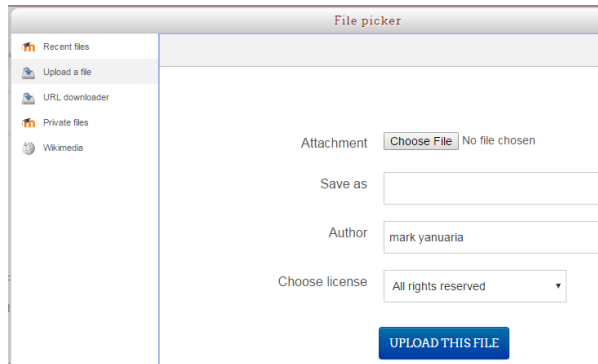 File picker
Recent files
Upload a file
URL downloader
Private files
Wikimedia
Attachment Choose File No file chosen
Save as
Author mark yanuaria
Choose license All rights reserved
UPLOAD THIS FILE